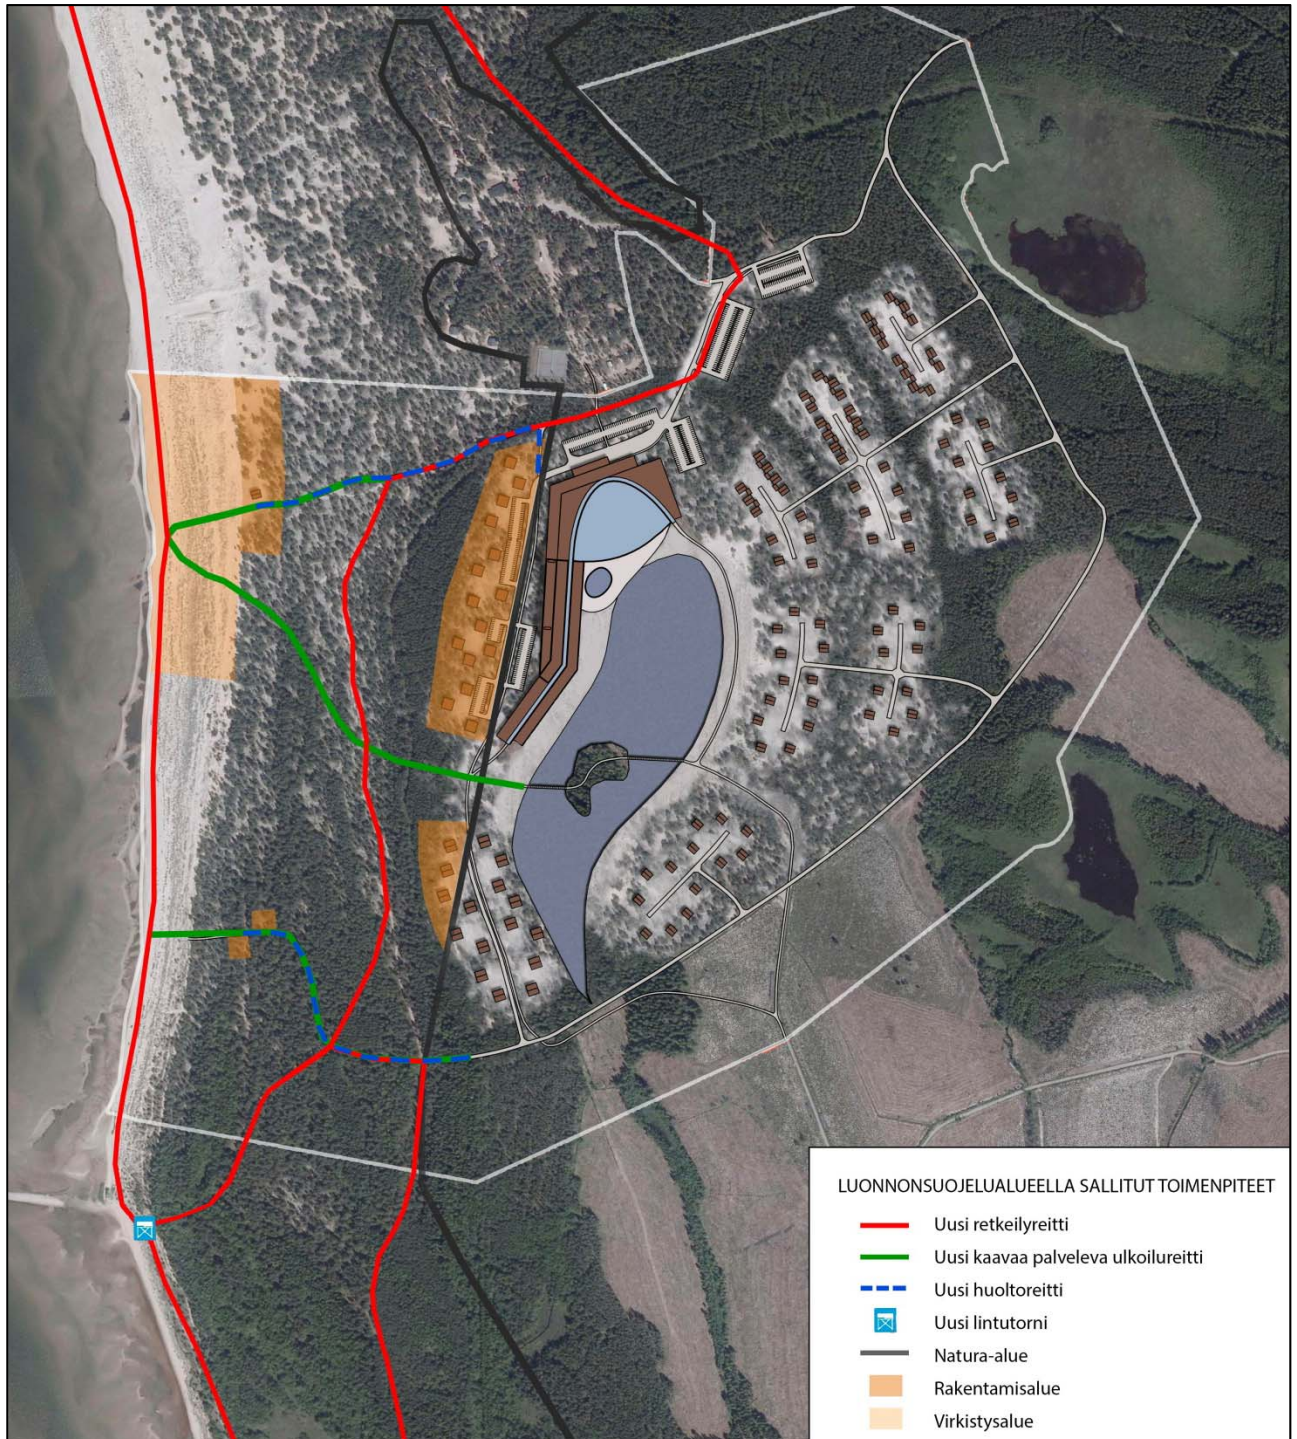 LUONNONSUOJELUALUEELLA SALLITUT TOIMENPITEET
Uusi retkeilyreitti
Uusi kaavaa palveleva ulkoilureitti
Uusi huoltoreitti
Uusi lintutorni
Natura-alue
Rakentamisalue
Virkistysalue